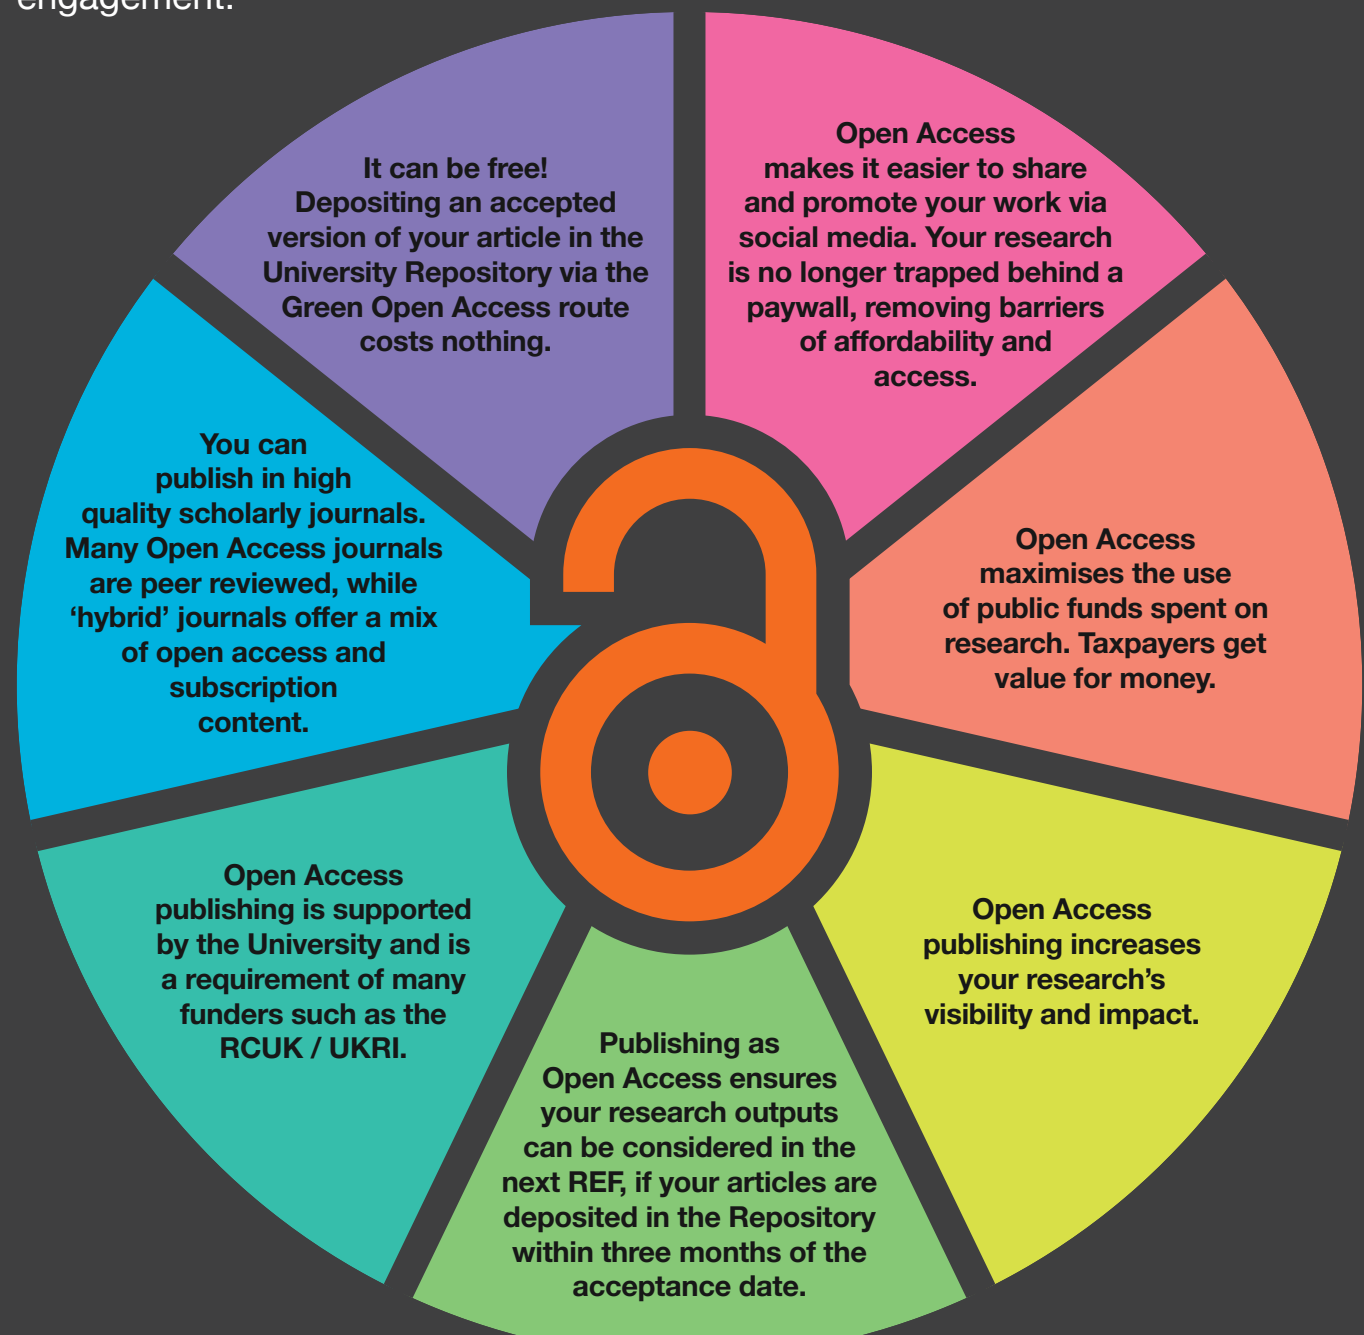 engagement.
It can be free!
Depositing an accepted
version of your article in the
University Repository via the
Green Open Access route
costs nothing.
Open Access
makes it easier to share
and promote your work via
social media. Your research
is no longer trapped behind a
paywall, removing barriers
of affordability and
access.
You can
publish in high
quality scholarly journals.
Many Open Access journals
are peer reviewed, while
‘hybrid’ journals offer a mix
of open access and
subscription
content.
Open Access
maximises the use
of public funds spent on
research. Taxpayers get
value for money.
Open Access
publishing is supported
by the University and is
a requirement of many
funders such as the
RCUK / UKRI.
Open Access
publishing increases
your research’s
visibility and impact.
Publishing as
Open Access ensures
your research outputs
can be considered in the
next REF, if your articles are
deposited in the Repository
within three months of the
acceptance date.